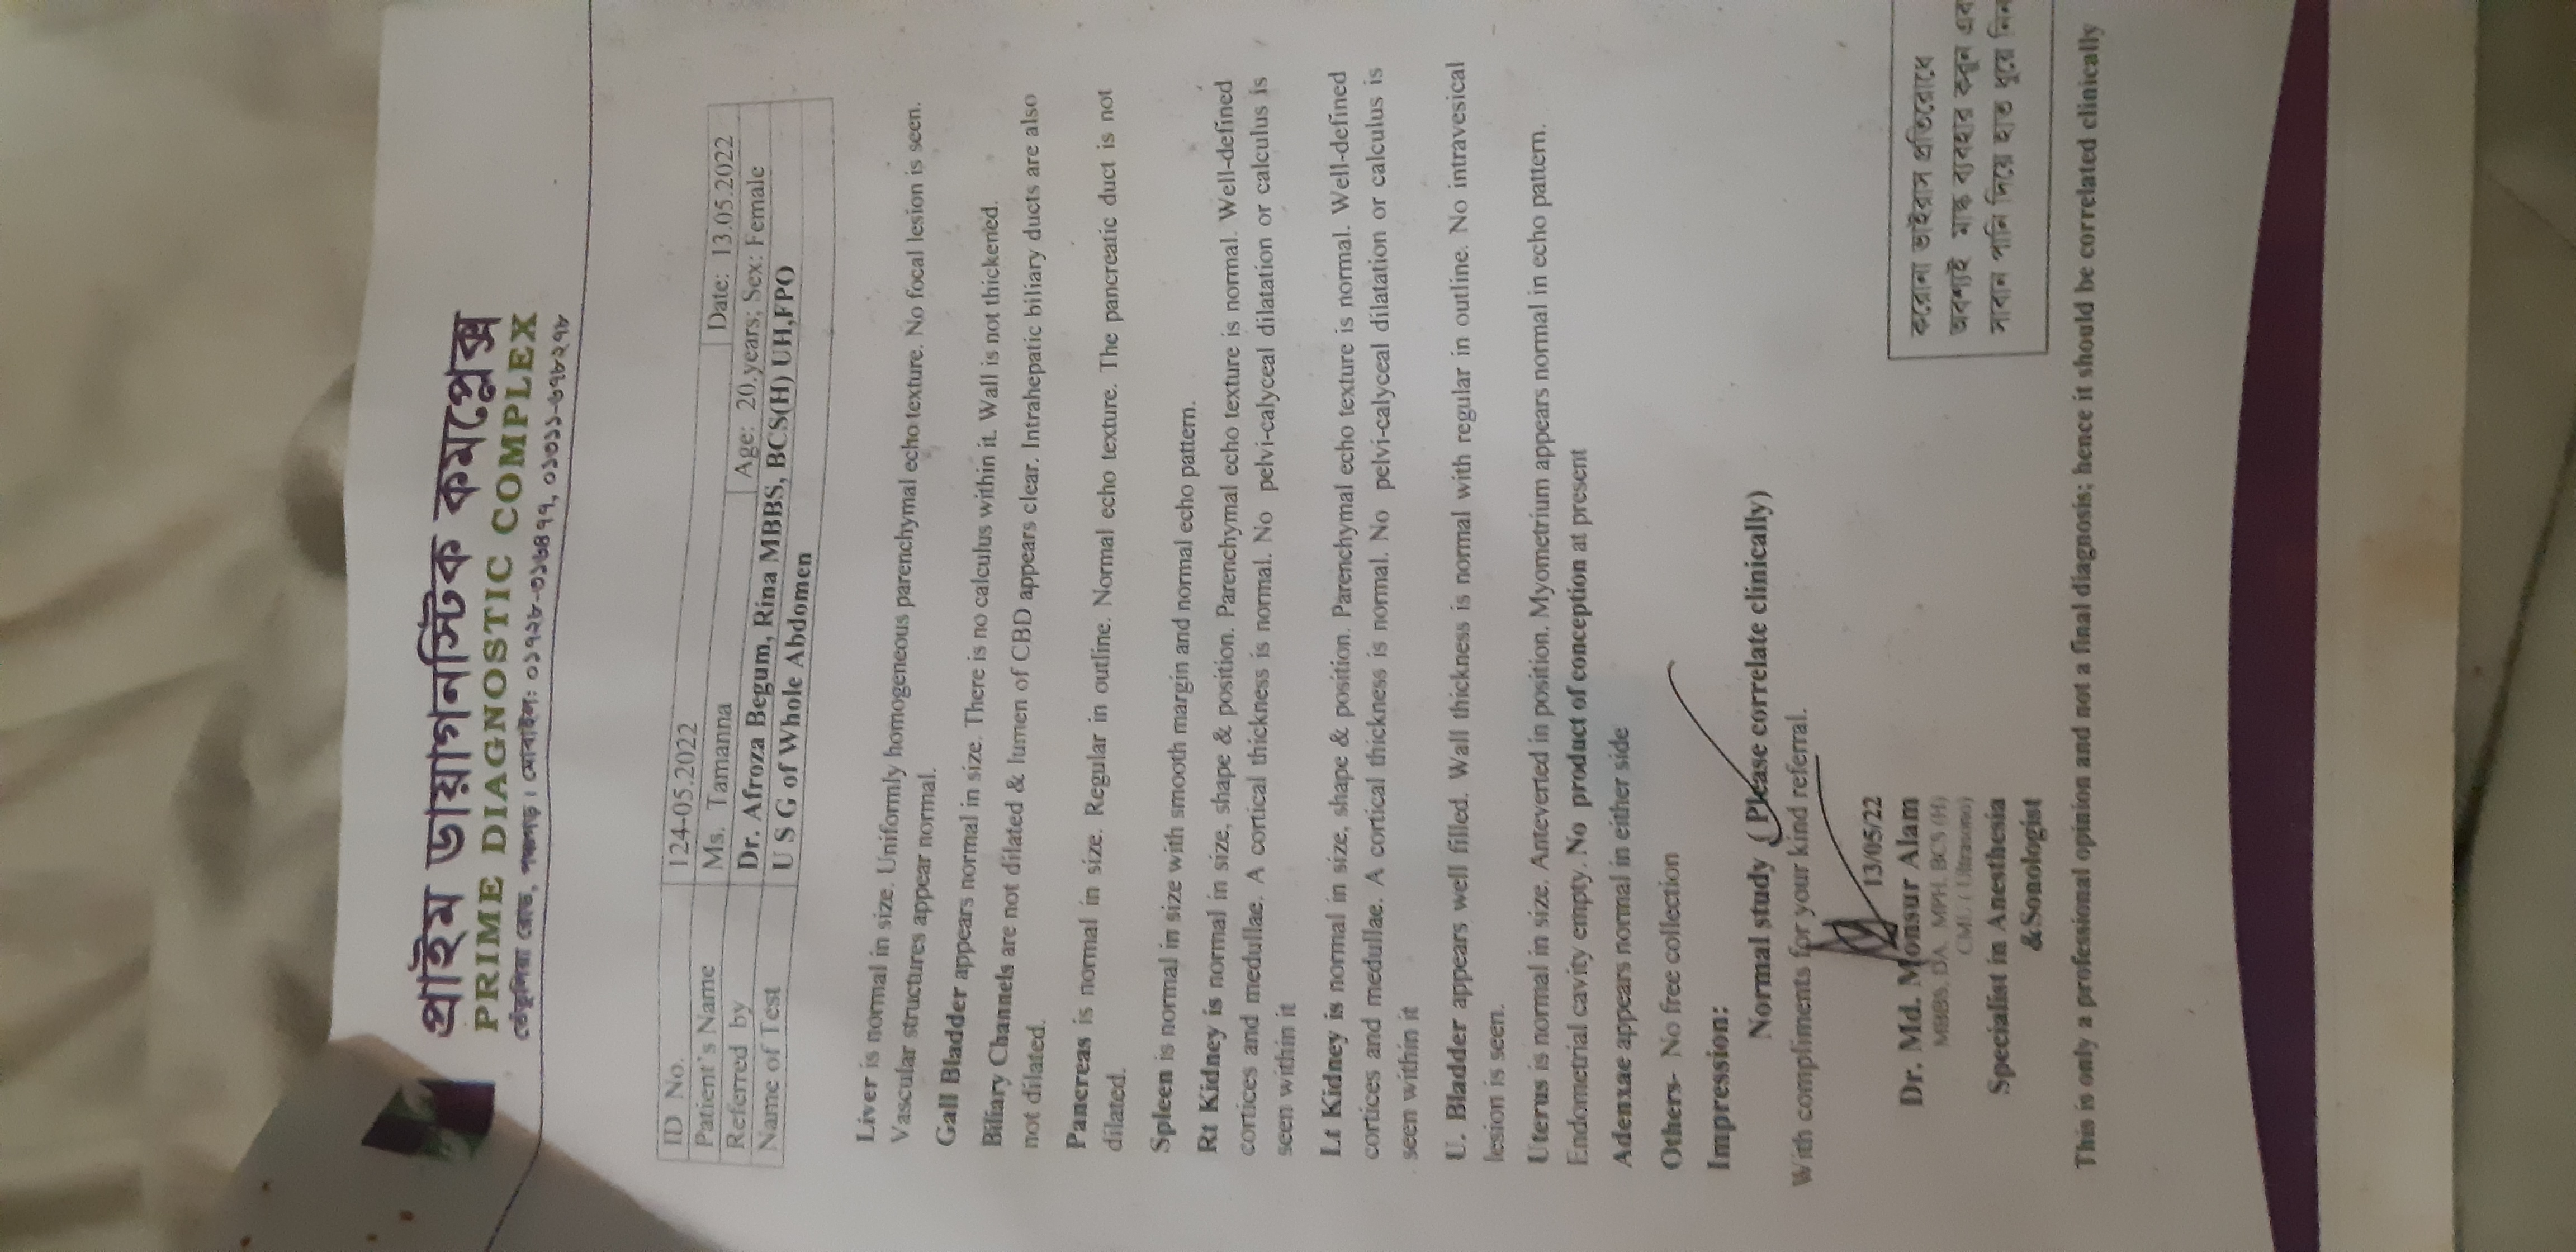 প্রাইম ডায়াগনস্টিক কমপ্লেক্স
PRIME DIAGNOSTIC COMPLEX
তেঁতুলিয়া রোড, পঞ্চগড়। মোবাইল: ০১৭২৮-৩১৬৪৭৭, ০১৩১১-৬৭৮২৭৮
ID No. 124-05.2022 Date: 13.05.2022
Patient's Name Ms. Tamanna Age: 20.years; Sex: Female
Referred by Dr. Afroza Begum, Rina MBBS, BCS(H) UH,FPO
Name of Test U S G of Whole Abdomen
Liver is normal in size. Uniformly homogeneous parenchymal echo texture. No focal lesion is seen.
Vascular structures appear normal.
Gall Bladder appears normal in size. There is no calculus within it. Wall is not thickened.
Biliary Channels are not dilated & lumen of CBD appears clear. Intrahepatic biliary ducts are also
not dilated.
Pancreas is normal in size. Regular in outline. Normal echo texture. The pancreatic duct is not
dilated.
Spleen is normal in size with smooth margin and normal echo pattern.
Rt Kidney is normal in size, shape & position. Parenchymal echo texture is normal. Well-defined
cortices and medullae. A cortical thickness is normal. No pelvi-calyceal dilatation or calculus is
seen within it
Lt Kidney is normal in size, shape & position. Parenchymal echo texture is normal. Well-defined
cortices and medullae. A cortical thickness is normal. No pelvi-calyceal dilatation or calculus is
seen within it
U. Bladder appears well filled. Wall thickness is normal with regular in outline. No intravesical
lesion is seen.
Uterus is normal in size. Anteverted in position. Myometrium appears normal in echo pattern.
Endometrial cavity empty. No product of conception at present
Adenxae appears normal in either side
Others- No free collection
Impression:
Normal study ( Please correlate clinically)
With compliments for your kind referral.
13/05/22
Dr. Md. Monsur Alam
MBBS, DA, MPH, BCS (H)
CMU ( Ultrasono)
Specialist in Anesthesia
&Sonologist
করোনা ভাইরাস প্রতিরোধে
অবশ্যই মাস্ক ব্যবহার করুন এব
সাবান পানি দিয়ে হাত ধুয়ে নিন
This is only a professional opinion and not a final diagnosis; hence it should be correlated clinically